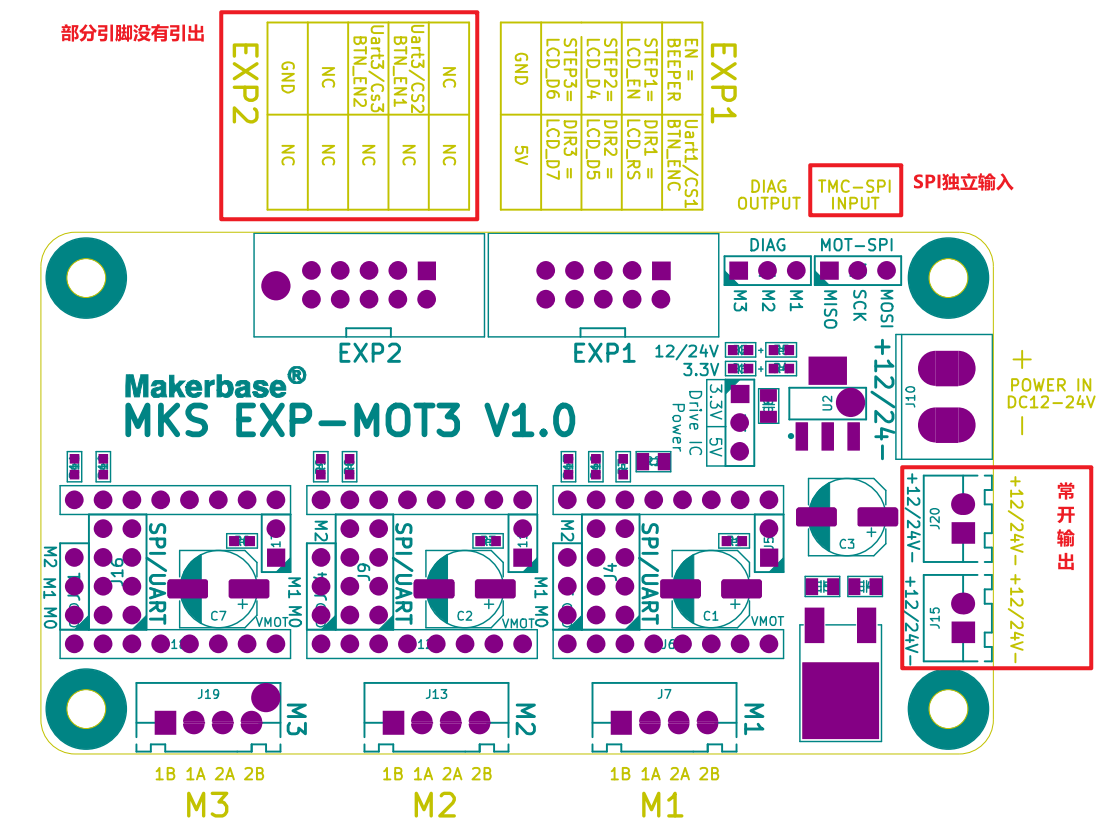 部分引脚没有引出
EXP2
GND
NC
Uart3/Cs3
BTN_EN2
Uart3/CS2
BTN_EN1
NC
NC
NC
NC
NC
NC
GND
STEP3=
LCD_D6
STEP2=
LCD_D4
STEP1=
LCD_EN
EN =
BEEPER
5V
DIR3 =
LCD_D7
DIR2 =
LCD_D5
DIR1 =
LCD_RS
Uart1/CS1
BTN_ENC
EXP1
DIAG
OUTPUT
TMC-SPI
INPUT
SPI独立输入
DIAG
MOT-SPI
M3
M2
M1
MISO
SCK
MOSI
EXP2
EXP1
12/24V
3.3V
+12/24-
J10
+
POWER IN
DC12-24V
-
Makerbase®
MKS EXP-MOT3 V1.0
3.3V
5V
Drive IC
Power
U2
+12/24V-
J20
+12/24V-
常开输出
C3
+12/24V-
J15
+12/24V-
M2 M1 M0
J16
SPI/UART
C7
+
M1 M0
VMOT
M2
J9
SPI/UART
C2
+
M1 M0
VMOT
M2
J4
SPI/UART
C1
+
J5
VMOT
J6
J19
M3
J13
M2
J7
M1
1B 1A 2A 2B
1B 1A 2A 2B
1B 1A 2A 2B
M3
M2
M1